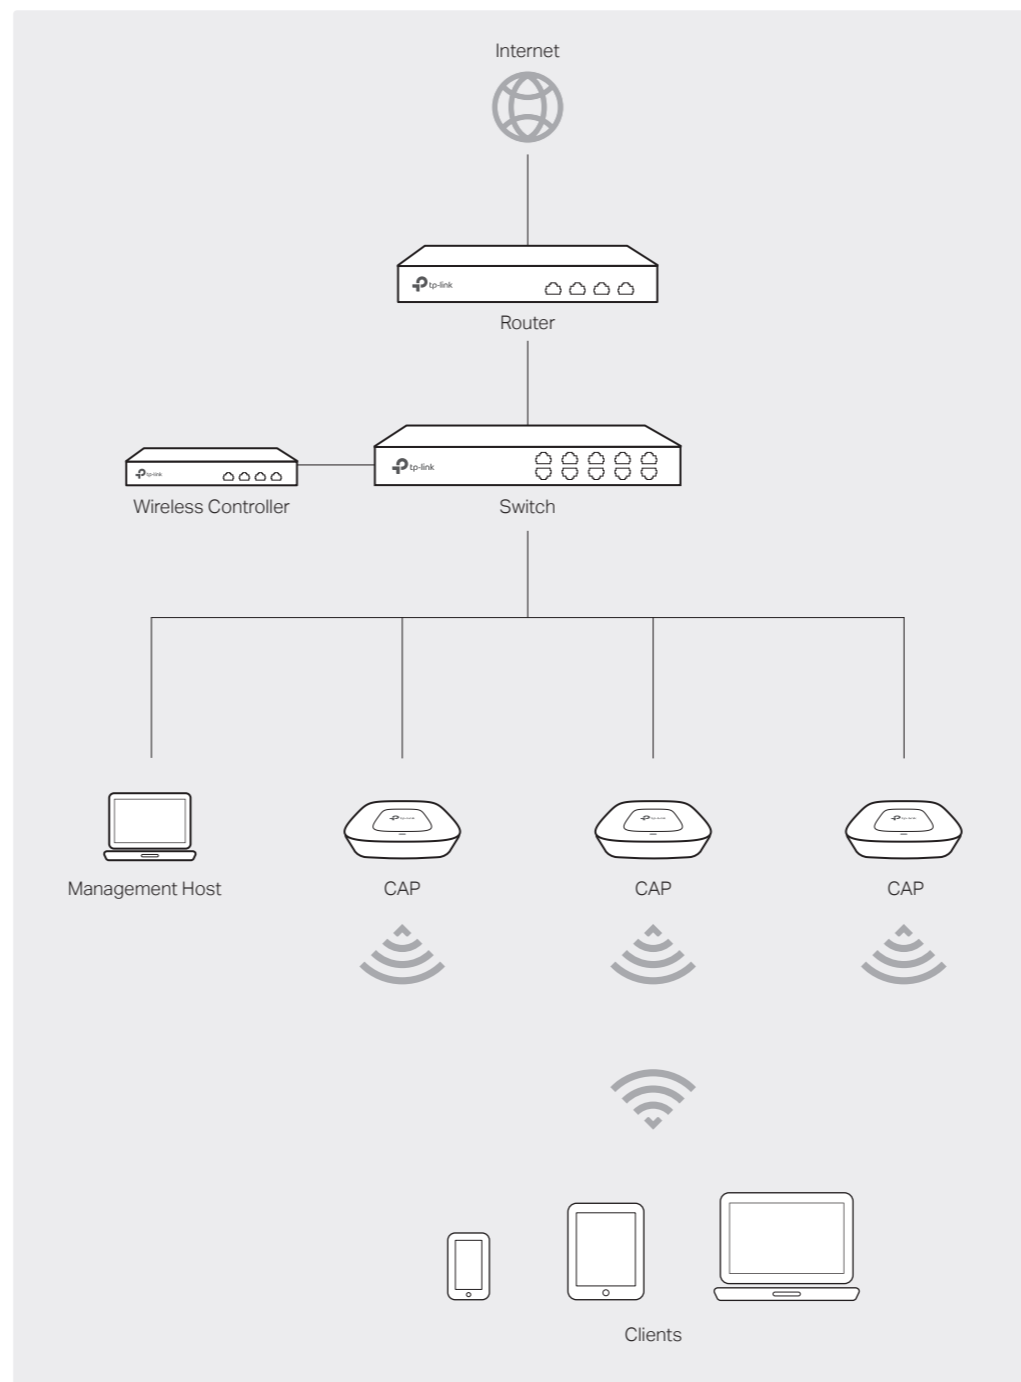 Internet
tp-link
Router
tp-link
tp-link
Wireless Controller
Switch
Management Host
CAP
CAP
CAP
Clients